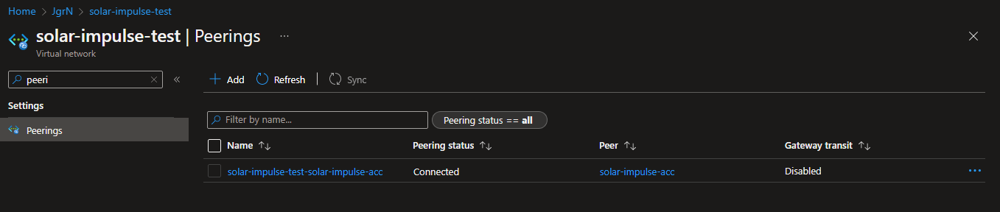 Home > JgrN > solar-impulse-test
solar-impulse-test | Peerings ...
Virtual network
peeri
Add Refresh | Sync
Settings
Peerings
Filter by name...
Peering status == all
Name Peering status Peer Gateway transit
solar-impulse-test-solar-impulse-acc Connected solar-impulse-acc Disabled